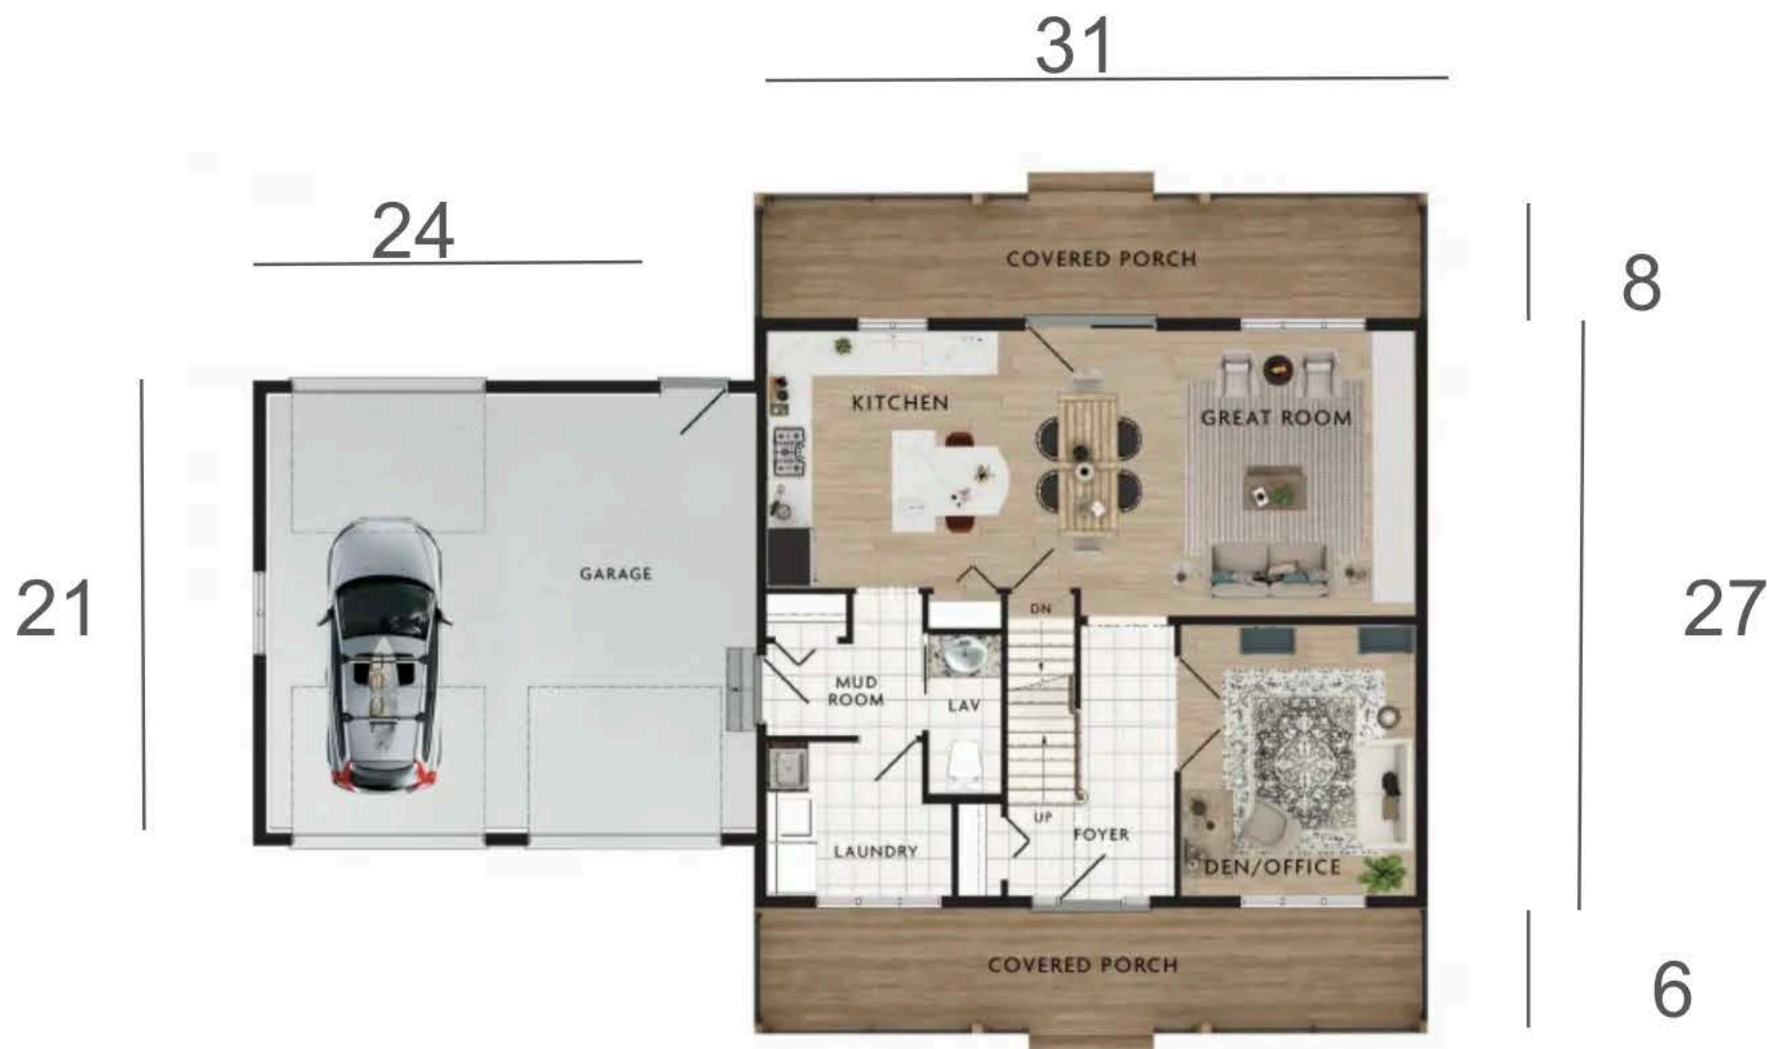 31
24
COVERED PORCH
8
KITCHEN
GREAT ROOM
GARAGE
21
27
DN
MUD
ROOM
LAV
UP
FOYER
LAUNDRY
DEN/OFFICE
COVERED PORCH
6